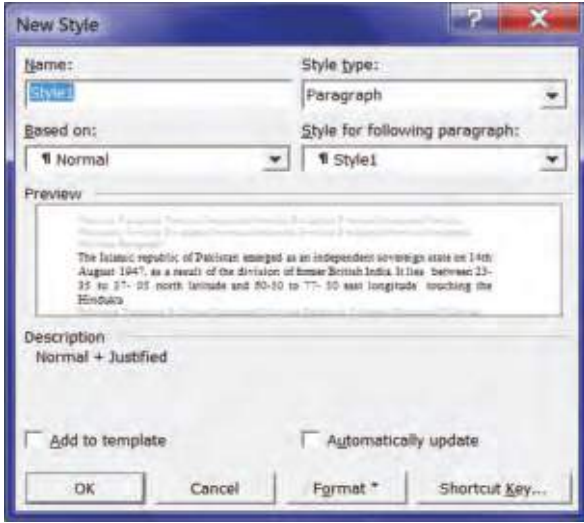 New Style
Name:
Style type:
Style1
Paragraph
Based on:
Style for following paragraph:
¶ Normal
¶ Style1
Preview
The Islamic republic of Pakistan emerged as an independent sovereign state on 14th
August 1947, as a result of the division of former British India. It lies between 23-
35 to 37- 05 north latitude and 60-50 to 77- 50 east longitude touching the
Hindukra
Description
Normal + Justified
Add to template
Automatically update
OK
Cancel
Format
Shortcut Key...